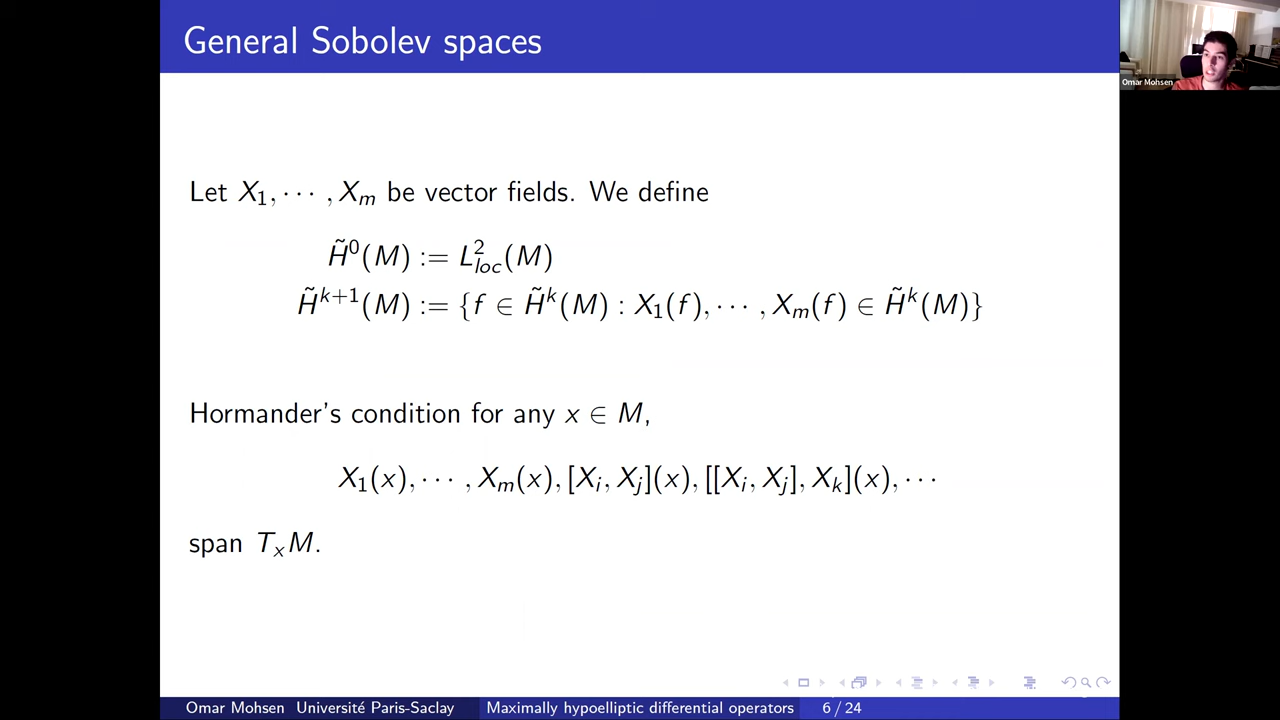 General Sobolev spaces
Omar Mohsen
Let X₁, ⋯ , Xₘ be vector fields. We define
H̃⁰(M) := L²_loc(M)
H̃ᵏ⁺¹(M) := {f ∈ H̃ᵏ(M) : X₁(f), ⋯ , Xₘ(f) ∈ H̃ᵏ(M)}
Hormander's condition for any x ∈ M,
X₁(x), ⋯ , Xₘ(x), [Xᵢ, Xⱼ](x), [[Xᵢ, Xⱼ], Xₖ](x), ⋯
span TₓM.
Omar Mohsen Université Paris-Saclay Maximally hypoelliptic differential operators 6 / 24